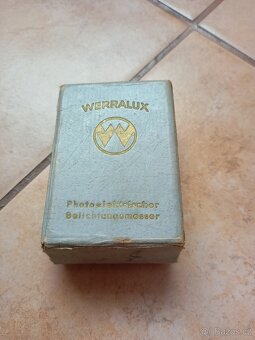 WERRALUX
W
Photoelektrischer
Belichtungsmesser